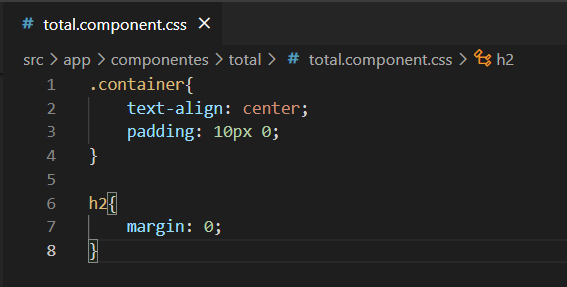 # total.component.css ×
src > app > componentes > total > # total.component.css > h2
1 .container{
2     text-align: center;
3     padding: 10px 0;
4 }
5
6 h2{
7     margin: 0;
8 }